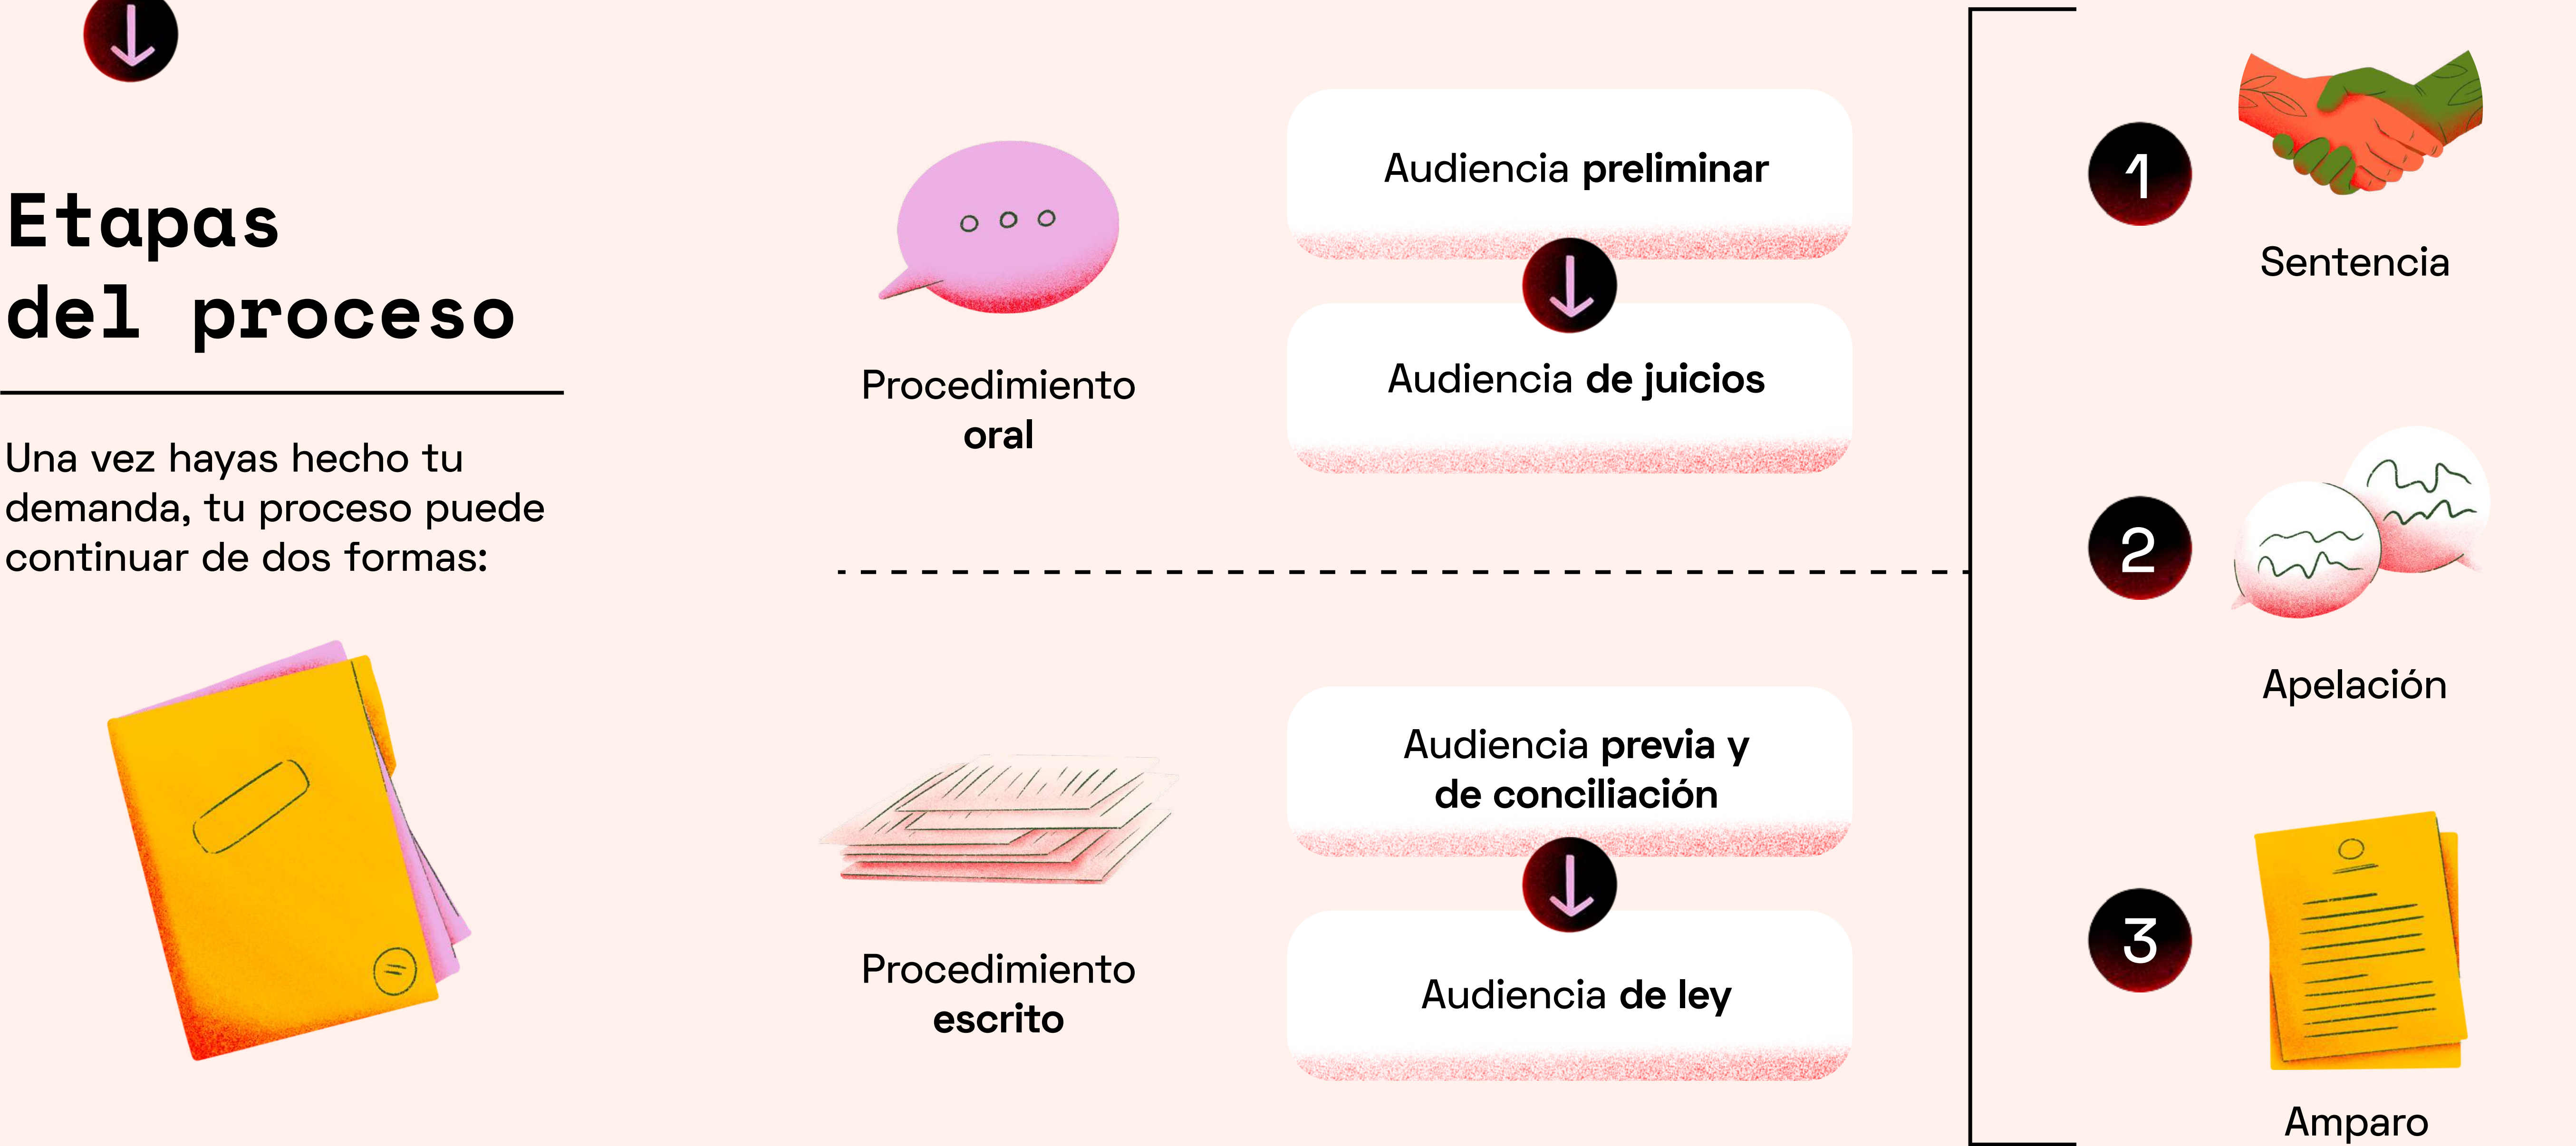 Etapas
del proceso
Una vez hayas hecho tu
demanda, tu proceso puede
continuar de dos formas:
Procedimiento
oral
Audiencia preliminar
Audiencia de juicios
Procedimiento
escrito
Audiencia previa y
de conciliación
Audiencia de ley
1
Sentencia
2
Apelación
3
Amparo